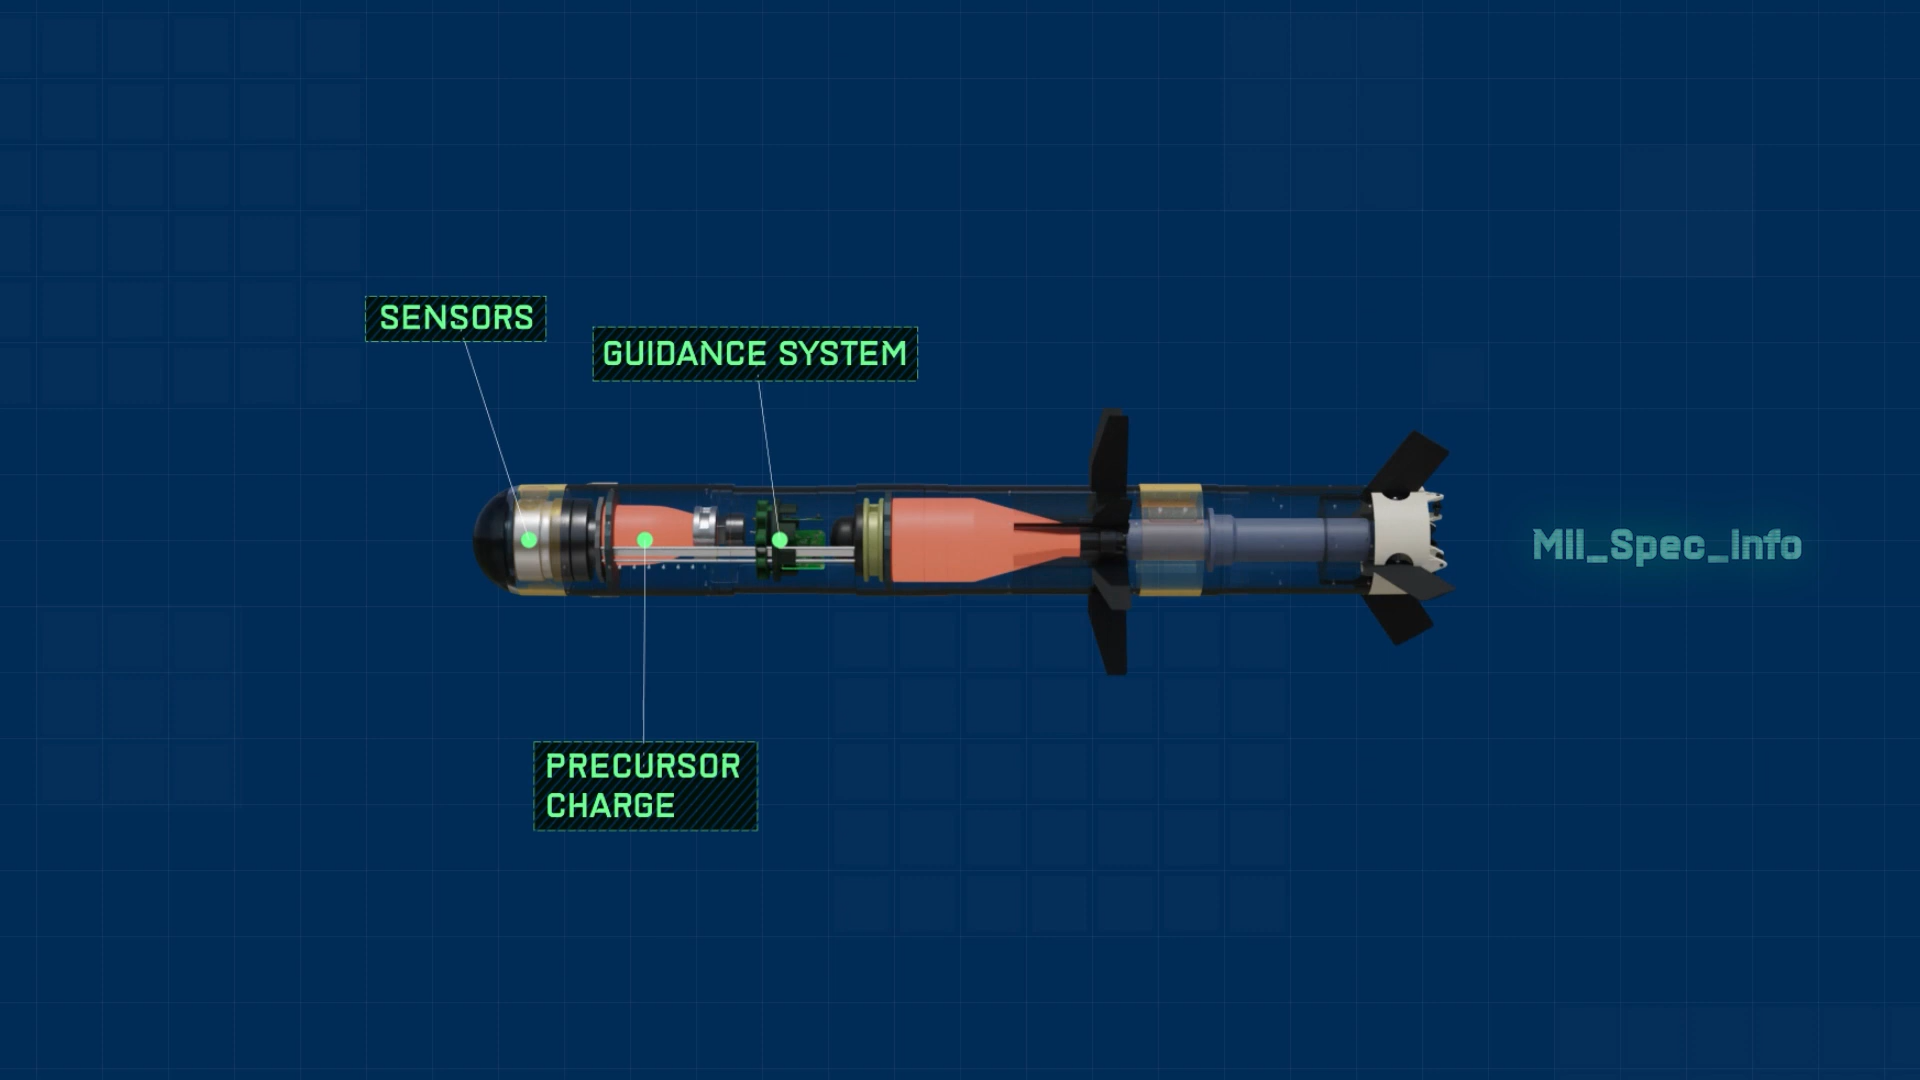 SENSORS
GUIDANCE SYSTEM
Mil_Spec_Info
PRECURSOR
CHARGE